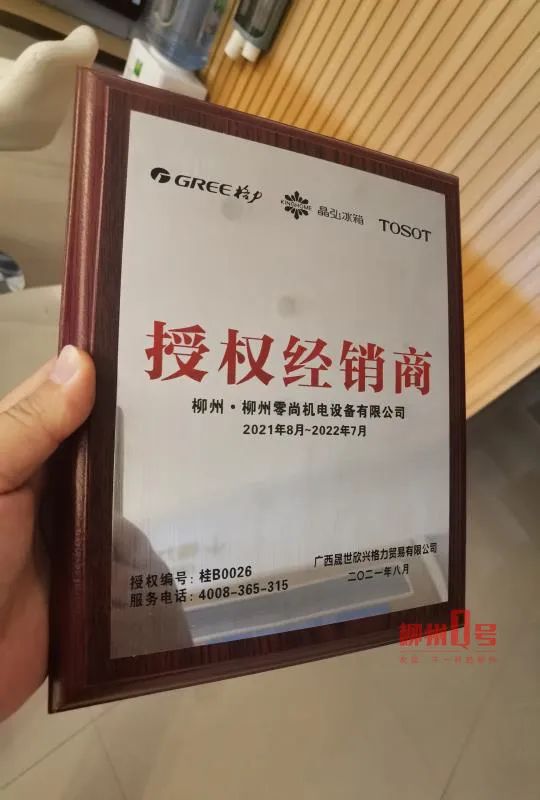 GREE 格力
KINGHOME 晶弘冰箱
TOSOT
授权经销商
柳州·柳州零尚机电设备有限公司
2021年8月~2022年7月
授权编号：桂B0026
服务电话：4008-365-315
广西晟世欣兴格力贸易有限公司
二〇二一年八月
柳州Q号